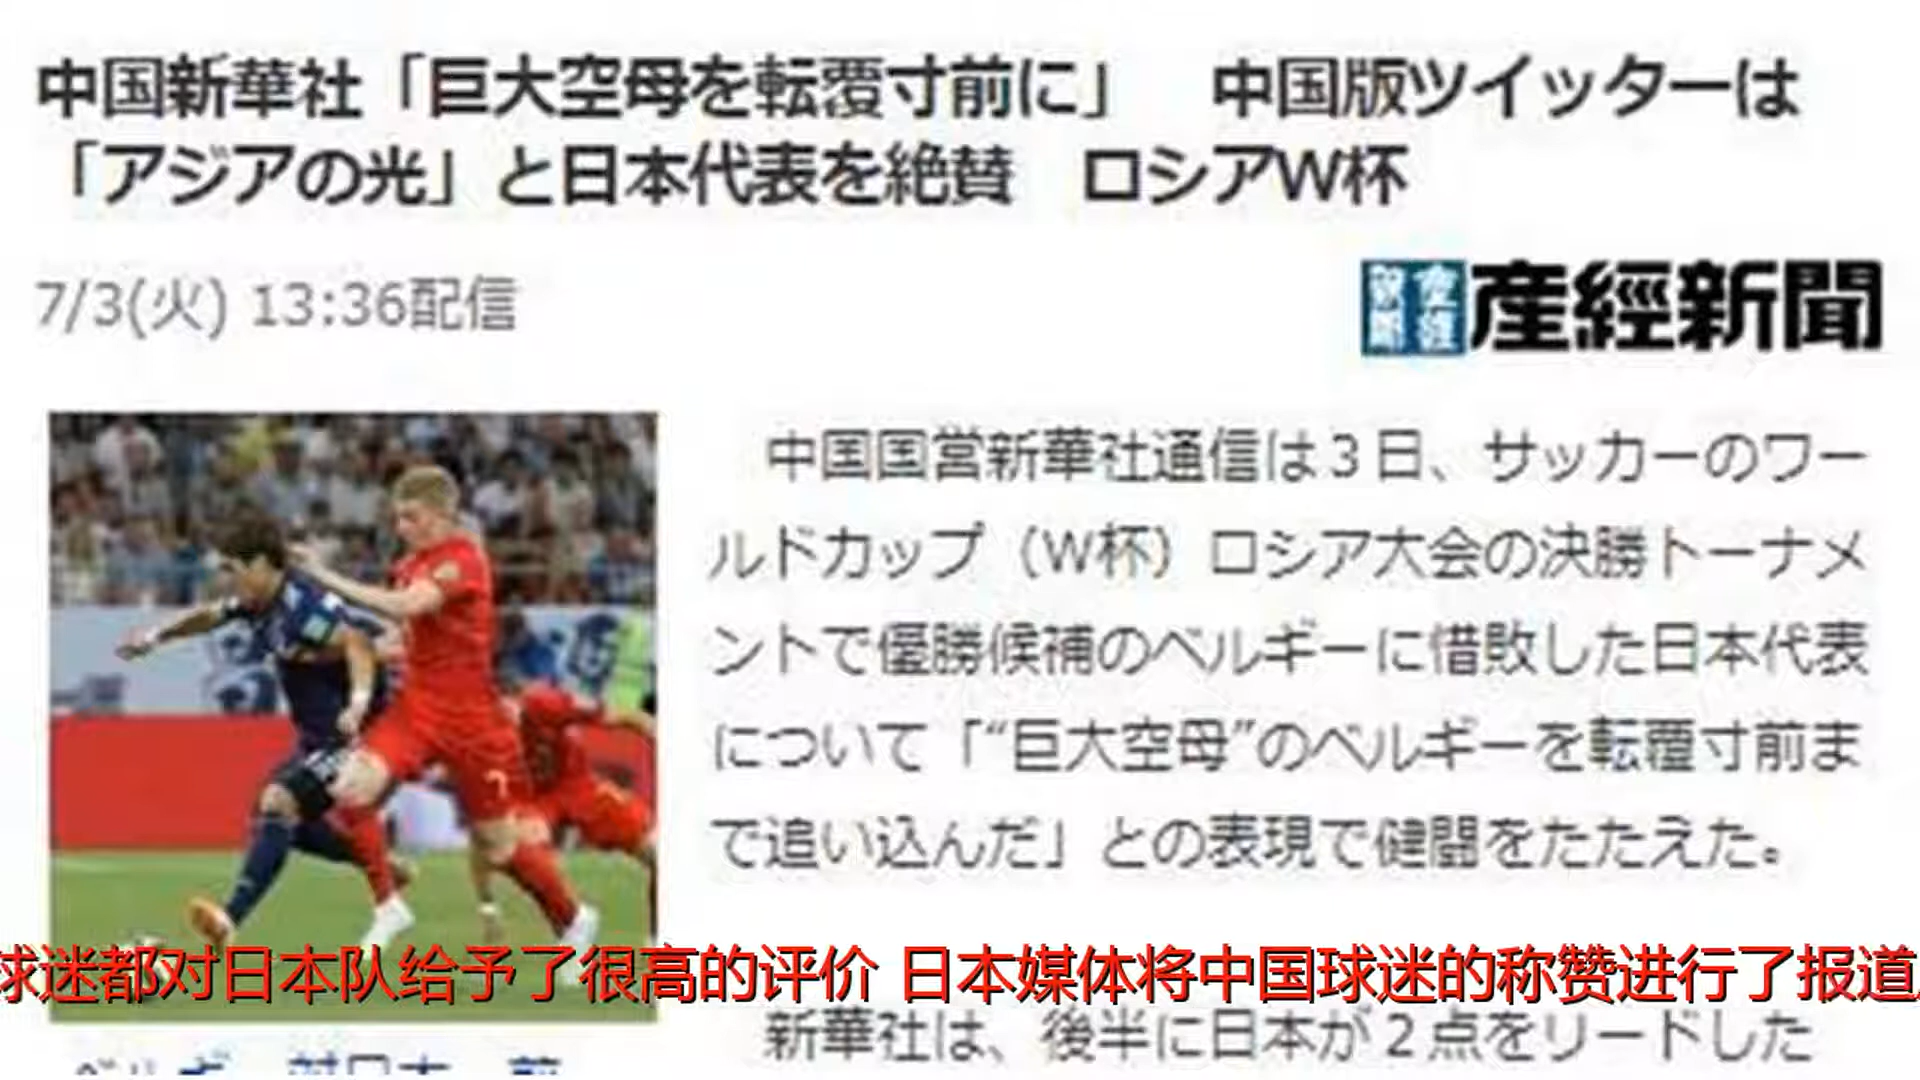 中国新華社「巨大空母を転覆寸前に」　中国版ツイッターは
「アジアの光」と日本代表を絶賛　ロシアW杯
7/3(火) 13:36配信
産經新聞
中国国営新華社通信は３日、サッカーのワー
ルドカップ（W杯）ロシア大会の決勝トーナメ
ントで優勝候補のベルギーに惜敗した日本代表
について「“巨大空母”のベルギーを転覆寸前ま
で追い込んだ」との表現で健闘をたたえた。
球迷都对日本队给予了很高的评价 日本媒体将中国球迷的称赞进行了报道
新華社は、後半に日本が２点をリードした